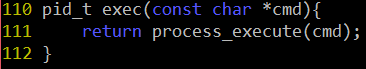 110 pid_t exec(const char *cmd){
111     return process_execute(cmd);
112 }